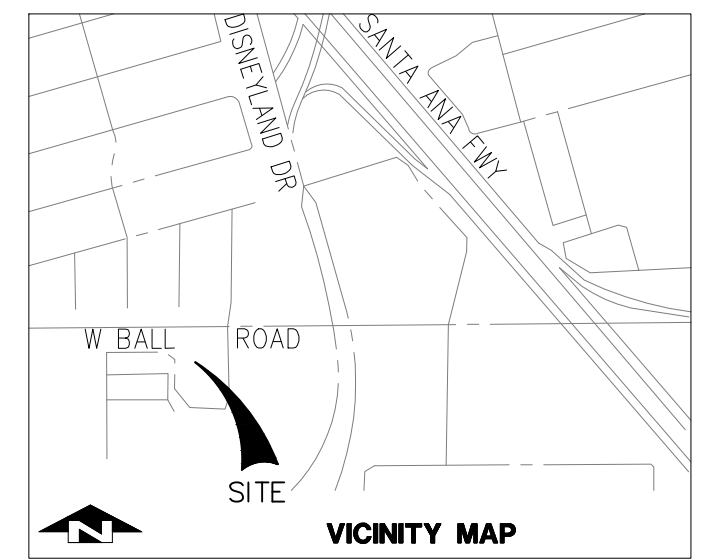 DISNEYLAND DR
SANTA ANA FWY
W BALL ROAD
SITE
N
VICINITY MAP